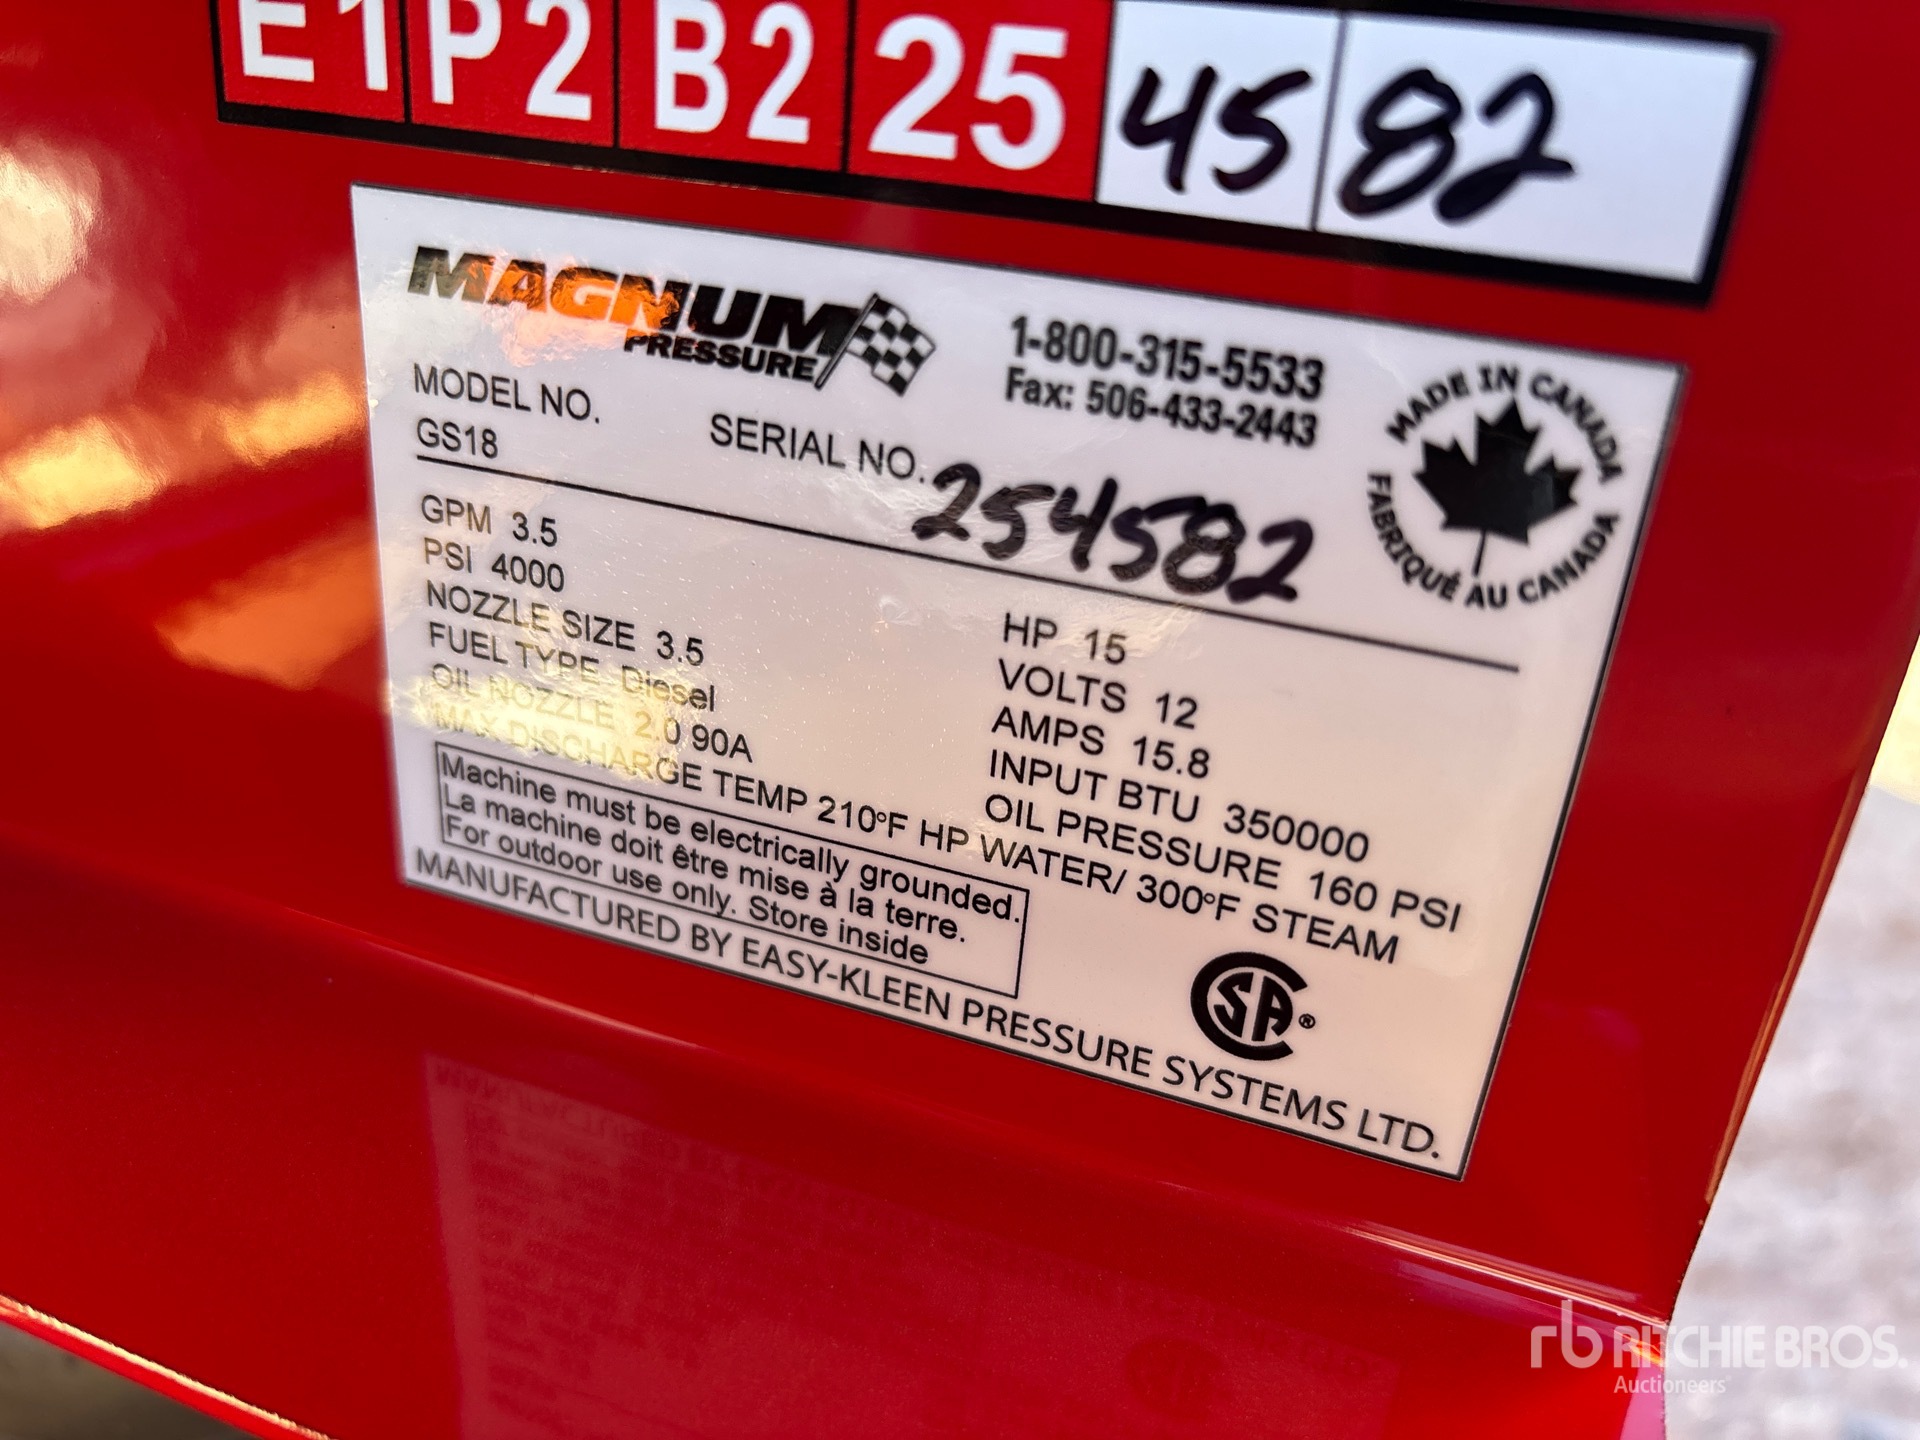 E1 P2 B2 25 45 82
MAGNUM
PRESSURE
1-800-315-5533
Fax: 506-433-2443
MADE IN CANADA
FABRIQUÉ AU CANADA
MODEL NO.
GS18
SERIAL NO. 254582
GPM 3.5
PSI 4000
NOZZLE SIZE 3.5
FUEL TYPE Diesel
OIL NOZZLE 2.0 90A
HP 15
VOLTS 12
AMPS 15.8
INPUT BTU 350000
OIL PRESSURE 160 PSI
MAX DISCHARGE TEMP 210°F HP WATER/ 300°F STEAM
Machine must be electrically grounded.
La machine doit être mise à la terre.
For outdoor use only. Store inside
CSA®
MANUFACTURED BY EASY-KLEEN PRESSURE SYSTEMS LTD.
rb RITCHIE BROS.
Auctioneers